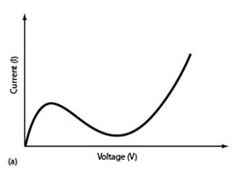 Current (I)
Voltage (V)
(a)